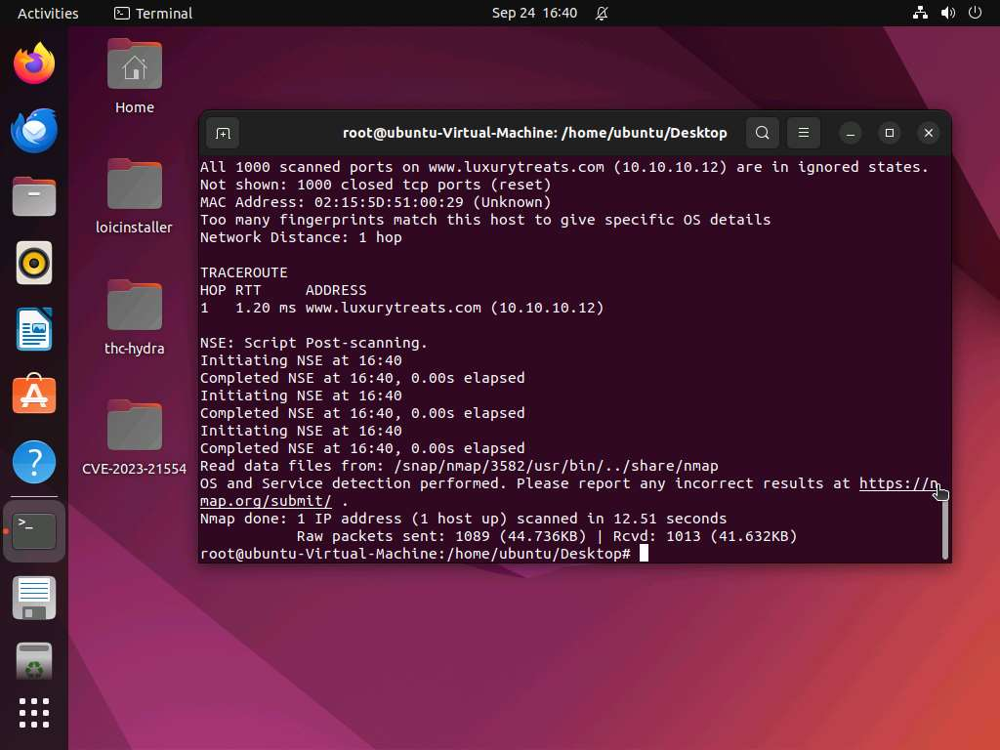 Activities
Terminal
Sep 24 16:40
Home
loicinstaller
thc-hydra
CVE-2023-21554
root@ubuntu-Virtual-Machine: /home/ubuntu/Desktop
All 1000 scanned ports on www.luxurytreats.com (10.10.10.12) are in ignored states.
Not shown: 1000 closed tcp ports (reset)
MAC Address: 02:15:5D:51:00:29 (Unknown)
Too many fingerprints match this host to give specific OS details
Network Distance: 1 hop
TRACEROUTE
HOP RTT     ADDRESS
1   1.20 ms www.luxurytreats.com (10.10.10.12)
NSE: Script Post-scanning.
Initiating NSE at 16:40
Completed NSE at 16:40, 0.00s elapsed
Initiating NSE at 16:40
Completed NSE at 16:40, 0.00s elapsed
Initiating NSE at 16:40
Completed NSE at 16:40, 0.00s elapsed
Read data files from: /snap/nmap/3582/usr/bin/../share/nmap
OS and Service detection performed. Please report any incorrect results at https://n
map.org/submit/ .
Nmap done: 1 IP address (1 host up) scanned in 12.51 seconds
           Raw packets sent: 1089 (44.736KB) | Rcvd: 1013 (41.632KB)
root@ubuntu-Virtual-Machine:/home/ubuntu/Desktop#